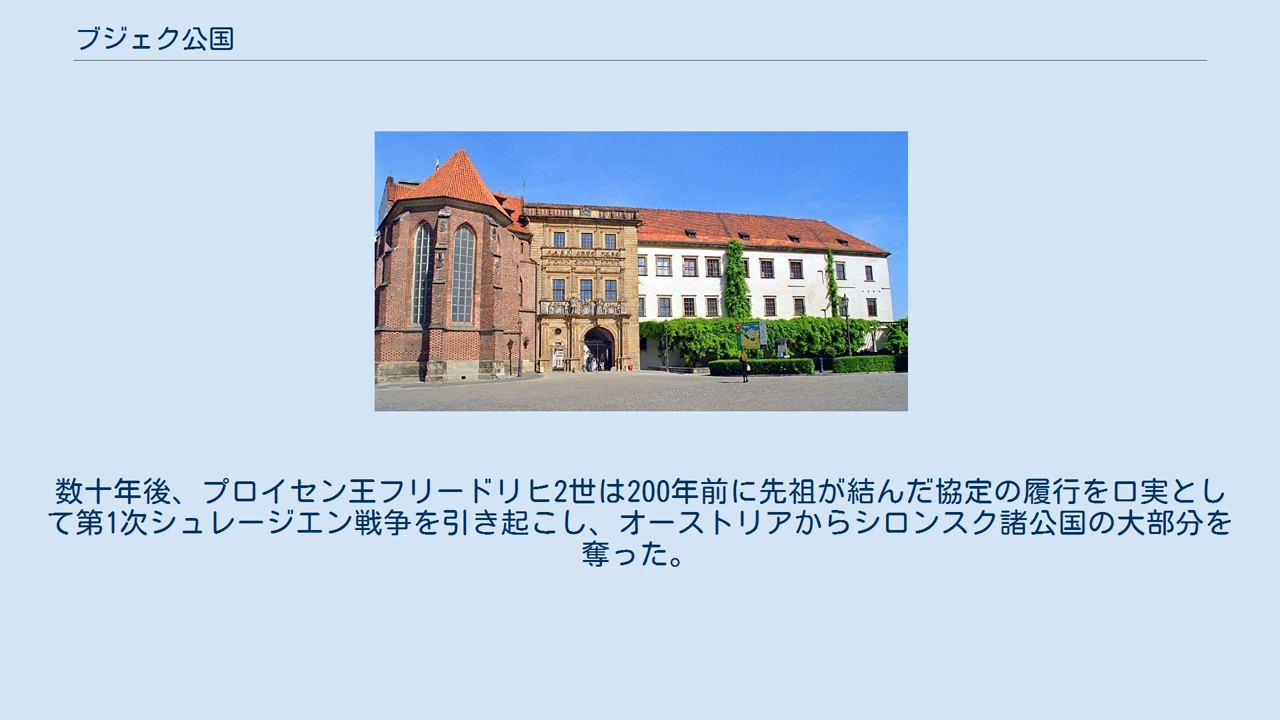 ブジェク公国
数十年後、プロイセン王フリードリヒ2世は200年前に先祖が結んだ協定の履行を口実とし
て第1次シュレージエン戦争を引き起こし、オーストリアからシロンスク諸公国の大部分を
奪った。